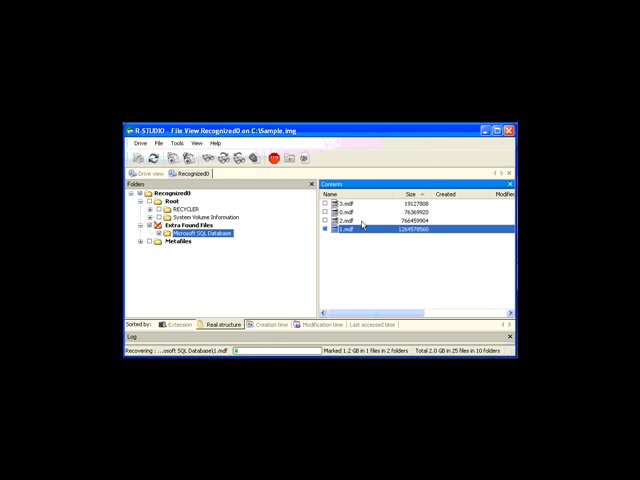 R-STUDIO - File View Recognized0 on C:\Sample.img
Drive File Tools View Help
Drive view Recognized0
Folders
Contents
Recognized0
Root
RECYCLER
System Volume Information
Extra Found Files
Microsoft SQL Database
Metafiles
Name Size Created Modified
3.mdf 19127808
0.mdf 76369920
2.mdf 766459904
1.mdf 1264578560
Sorted by: Extension Real structure Creation time Modification time Last accessed time
Log
Recovering : ...osoft SQL Database\1.mdf Marked 1.2 GB in 1 files in 2 folders Total 2.0 GB in 25 files in 10 folders